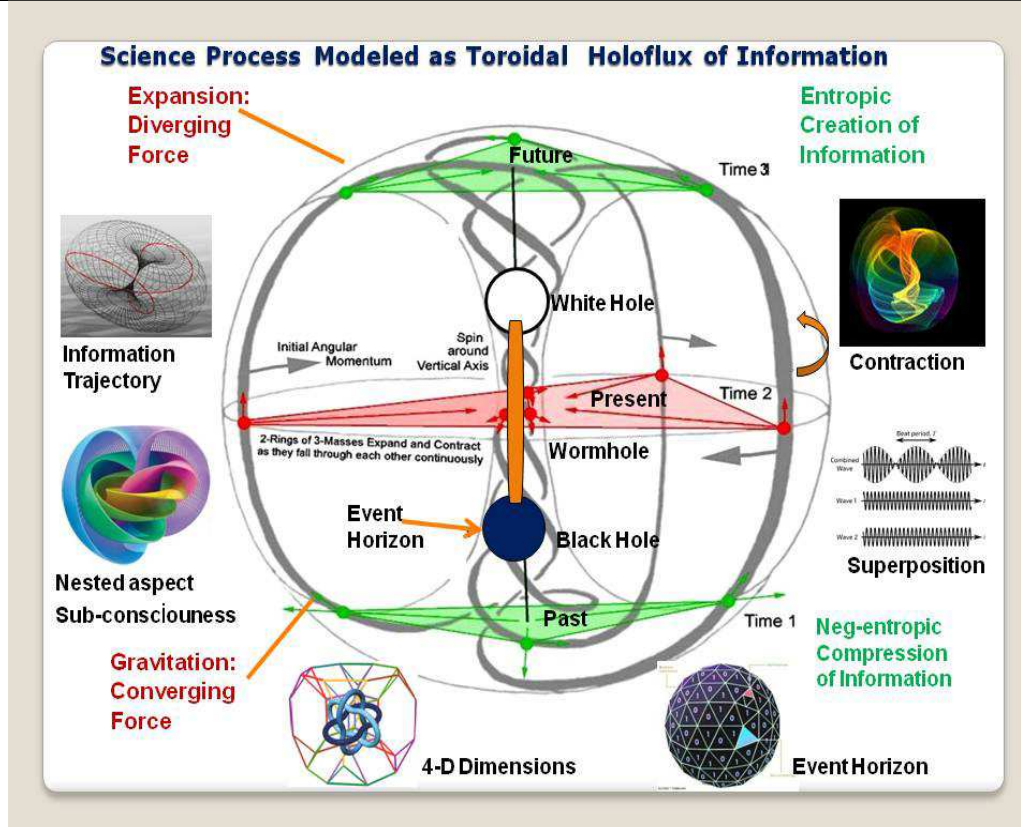 Science Process Modeled as Toroidal Holoflux of Information
Expansion:
Diverging
Force
Entropic
Creation of
Information
Future
Time 3
White Hole
Information
Trajectory
Initial Angular
Momentum
Spin
around
Vertical Axis
Contraction
Present
Time 2
2-Rings of 3-Masses Expand and Contract
as they fall through each other continuously
Wormhole
Beat period, T
Combined
Wave
Wave 1
Wave 2
Superposition
Event
Horizon
Black Hole
Nested aspect
Sub-consciouness
Past
Time 1
Neg-entropic
Compression
of Information
Gravitation:
Converging
Force
4-D Dimensions
Event Horizon